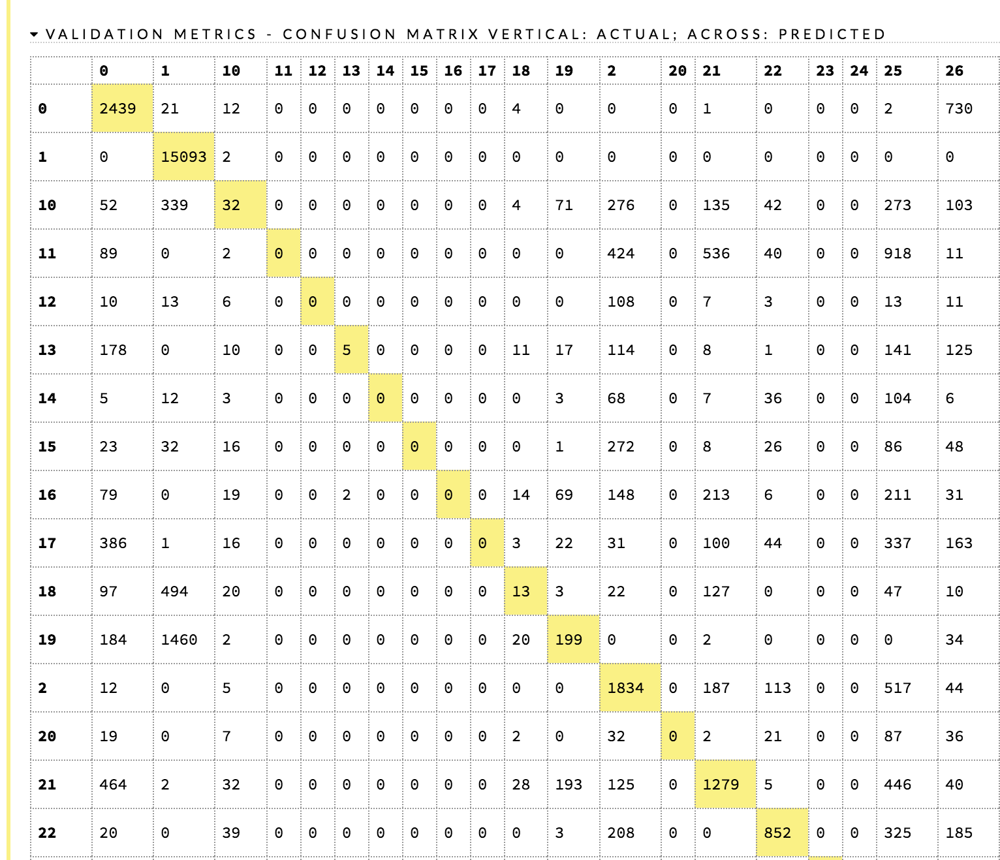 VALIDATION METRICS - CONFUSION MATRIX VERTICAL: ACTUAL; ACROSS: PREDICTED
0 1 10 11 12 13 14 15 16 17 18 19 2 20 21 22 23 24 25 26
0 2439 21 12 0 0 0 0 0 0 0 4 0 0 0 1 0 0 0 2 730
1 0 15093 2 0 0 0 0 0 0 0 0 0 0 0 0 0 0 0 0 0
10 52 339 32 0 0 0 0 0 0 0 4 71 276 0 135 42 0 0 273 103
11 89 0 2 0 0 0 0 0 0 0 0 0 424 0 536 40 0 0 918 11
12 10 13 6 0 0 0 0 0 0 0 0 0 108 0 7 3 0 0 13 11
13 178 0 10 0 0 5 0 0 0 0 11 17 114 0 8 1 0 0 141 125
14 5 12 3 0 0 0 0 0 0 0 0 3 68 0 7 36 0 0 104 6
15 23 32 16 0 0 0 0 0 0 0 0 1 272 0 8 26 0 0 86 48
16 79 0 19 0 0 2 0 0 0 0 14 69 148 0 213 6 0 0 211 31
17 386 1 16 0 0 0 0 0 0 0 3 22 31 0 100 44 0 0 337 163
18 97 494 20 0 0 0 0 0 0 0 13 3 22 0 127 0 0 0 47 10
19 184 1460 2 0 0 0 0 0 0 0 20 199 0 0 2 0 0 0 0 34
2 12 0 5 0 0 0 0 0 0 0 0 0 1834 0 187 113 0 0 517 44
20 19 0 7 0 0 0 0 0 0 0 2 0 32 0 2 21 0 0 87 36
21 464 2 32 0 0 0 0 0 0 0 28 193 125 0 1279 5 0 0 446 40
22 20 0 39 0 0 0 0 0 0 0 0 3 208 0 0 852 0 0 325 185